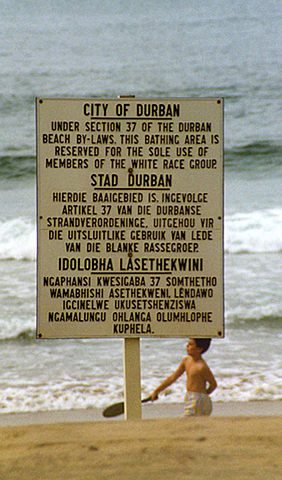 CITY OF DURBAN
UNDER SECTION 37 OF THE DURBAN
BEACH BY-LAWS. THIS BATHING AREA IS
RESERVED FOR THE SOLE USE OF
MEMBERS OF THE WHITE RACE GROUP.
STAD DURBAN
HIERDIE BAAIGEBIED IS, INGEVOLGE
ARTIKEL 37 VAN DIE DURBANSE
STRANDVERORDENINGE, UITGEHOU VIR
DIE UITSLUITLIKE GEBRUIK VAN LEDE
VAN DIE BLANKE RASSEGROEP.
IDOLOBHA LASETHEKWINI
NGAPHANSI KWESIGABA 37 SOMTHETHO
WAMABHISHI ASETHEKWENI, LENDAWO
IGCINELWE UKUSETSHENZISWA
NGAMALUNGU OHLANGA OLUMHLOPHE
KUPHELA.